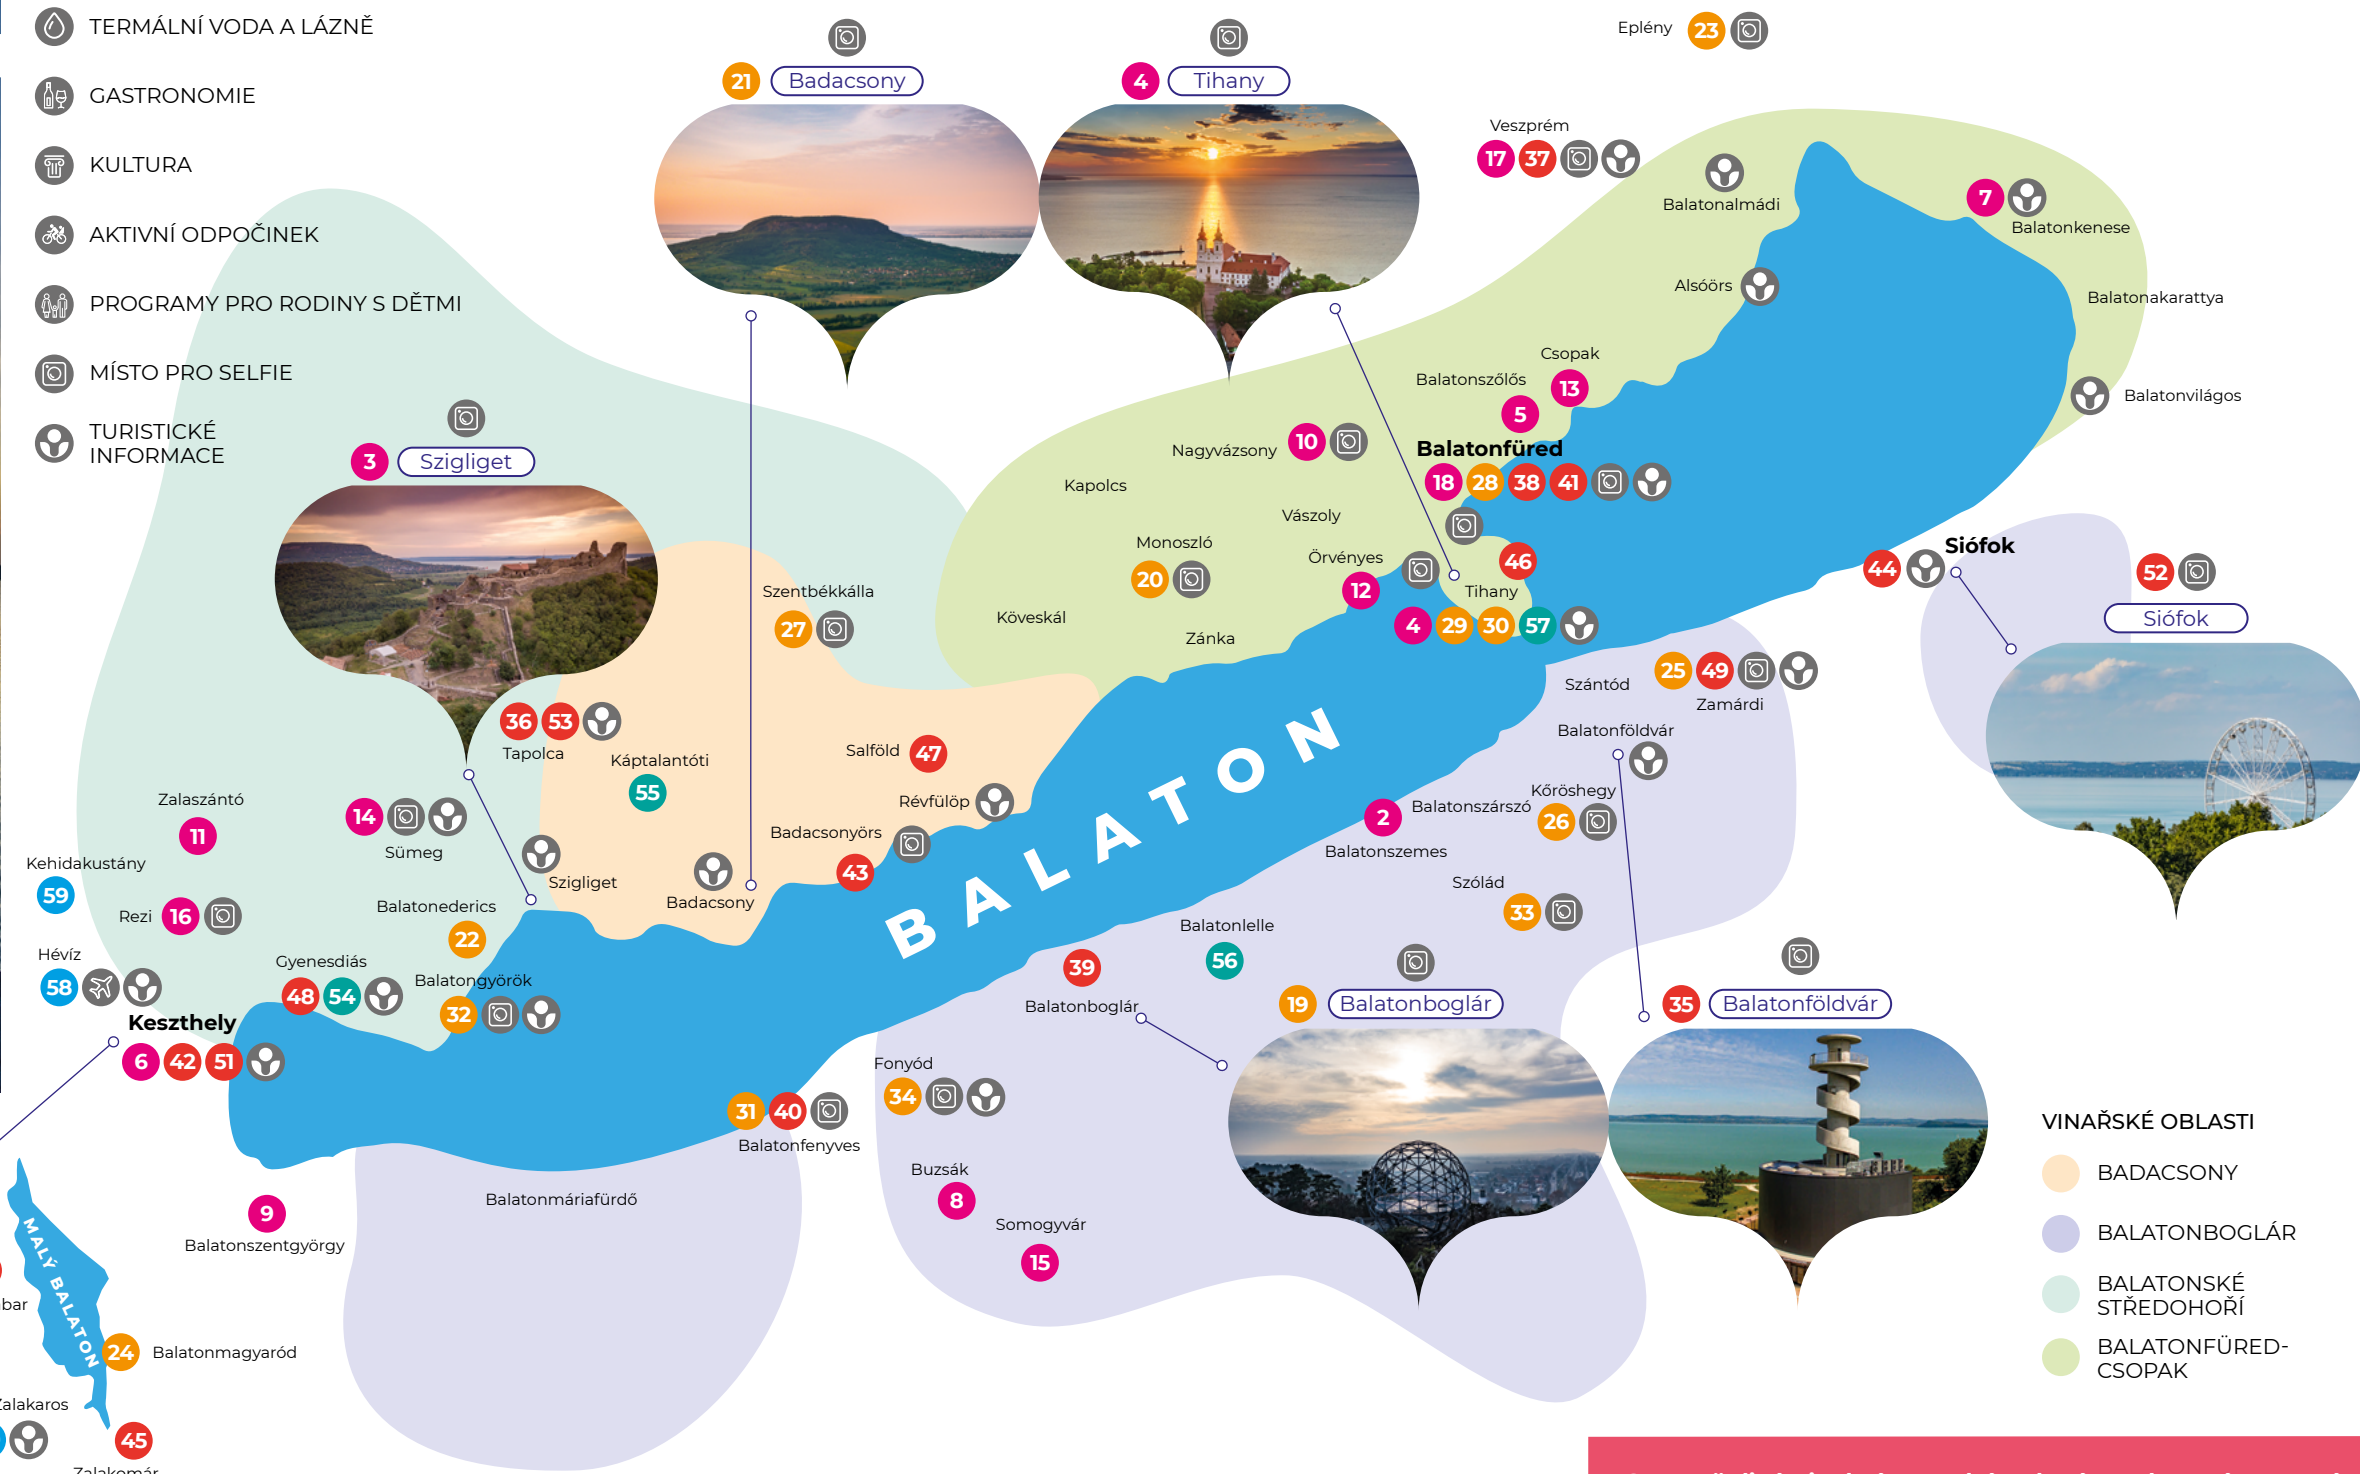 TERMÁLNÍ VODA A LÁZNĚ
GASTRONOMIE
KULTURA
AKTIVNÍ ODPOČINEK
PROGRAMY PRO RODINY S DĚTMI
MÍSTO PRO SELFIE
TURISTICKÉ
INFORMACE
21 Badacsony
4 Tihany
Eplény 23
Veszprém
17 37
Balatonalmádi
7
Balatonkenese
Alsóörs
Balatonakarattya
Balatonvilágos
Csopak
13
Balatonszőlős
5
Nagyvázsony 10
Balatonfüred
18 28 38 41
Kapolcs
Vászoly
Monoszló
20
Örvényes
12
46
Tihany
4 29 30 57
Köveskál
Zánka
3 Szigliget
Szentbékkálla
27
Siófok
44
52
Siófok
36 53
Tapolca
Káptalantóti
55
Salföld 47
Révfülöp
Badacsonyörs
43
Badacsony
Szigliget
Zalaszántó
11
14
Sümeg
Kehidakustány
59
Rezi 16
Balatonederics
22
Hévíz
58
Gyenesdiás
48 54
Balatongyörök
32
Keszthely
6 42 51
BALATON
Szántód
25 49
Zamárdi
Balatonföldvár
Kőröshegy
26
2
Balatonszárszó
Balatonszemes
Szólád
33
Balatonlelle
56
39
Balatonboglár
19 Balatonboglár
35 Balatonföldvár
Fonyód
34
31 40
Balatonfenyves
Buzsák
8
Somogyvár
15
Balatonmáriafürdő
9
Balatonszentgyörgy
MALÝ BALATON
bar
24 Balatonmagyaród
Zalakaros
45
Zalakomár
VINAŘSKÉ OBLASTI
BADACSONY
BALATONBOGLÁR
BALATONSKÉ
STŘEDOHOŘÍ
BALATONFÜRED-
CSOPAK